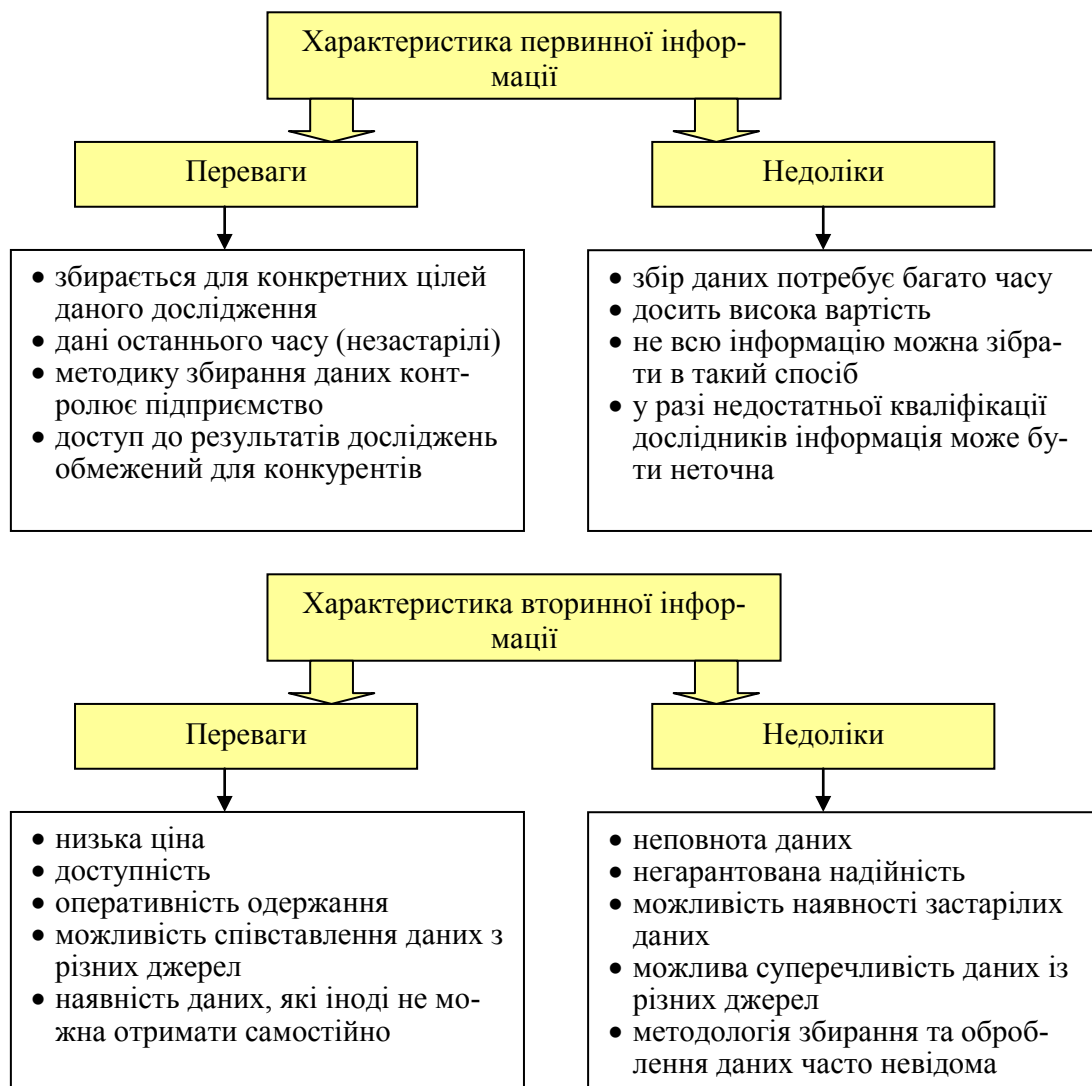 Характеристика первинної інфор-
мації
Переваги
Недоліки
• збирається для конкретних цілей
даного дослідження
• дані останнього часу (незастарілі)
• методику збирання даних конт-
ролює підприємство
• доступ до результатів досліджень
обмежений для конкурентів
• збір даних потребує багато часу
• досить висока вартість
• не всю інформацію можна зібра-
ти в такий спосіб
• у разі недостатньої кваліфікації
дослідників інформація може бу-
ти неточна
Характеристика вторинної інфор-
мації
Переваги
Недоліки
• низька ціна
• доступність
• оперативність одержання
• можливість співставлення даних з
різних джерел
• наявність даних, які іноді не мо-
жна отримати самостійно
• неповнота даних
• негарантована надійність
• можливість наявності застарілих
даних
• можлива суперечливість даних із
різних джерел
• методологія збирання та оброб-
лення даних часто невідома